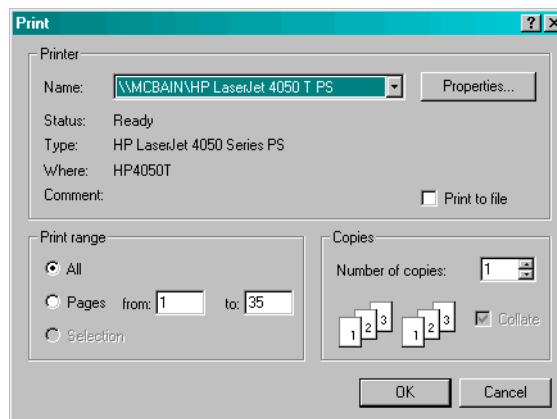 Print
Printer
Name: \\MCBAIN\HP LaserJet 4050 T PS Properties...
Status: Ready
Type: HP LaserJet 4050 Series PS
Where: HP4050T
Comment: Print to file
Print range
All
Pages from: 1 to: 35
Selection
Copies
Number of copies: 1
1 2 3 1 2 3 Collate
OK Cancel